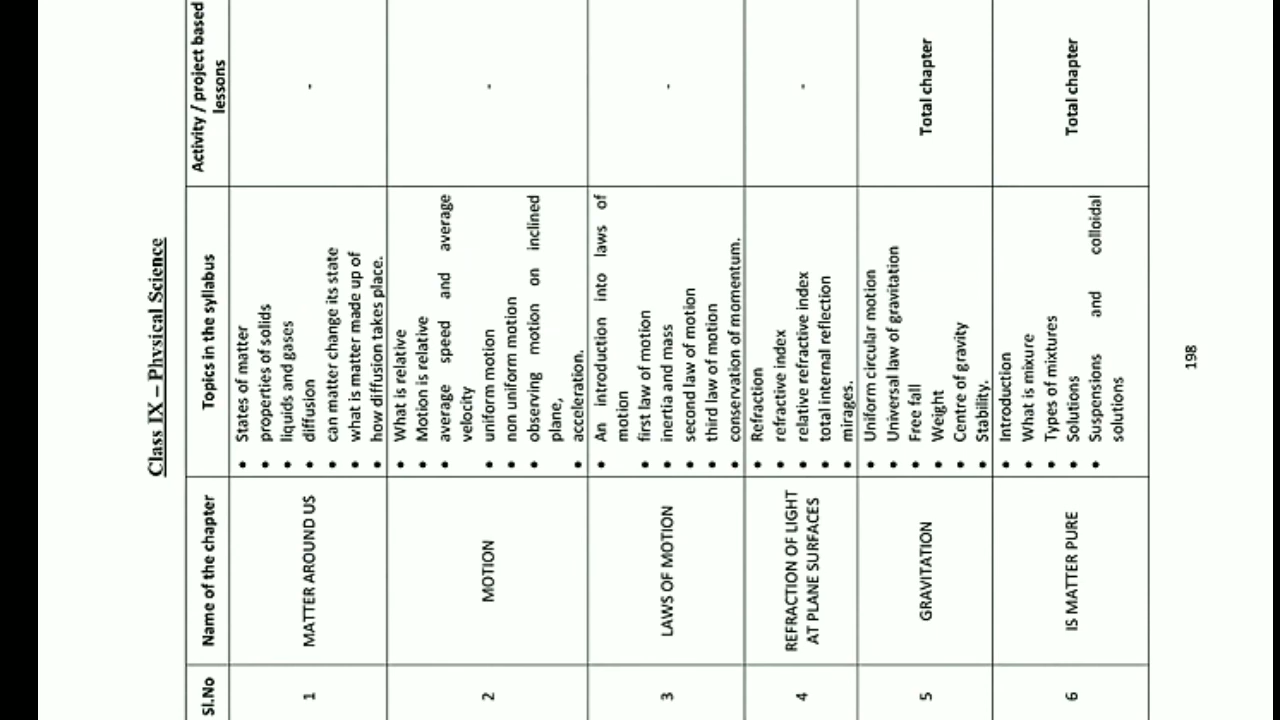 Class IX – Physical Science
Sl.No
Name of the chapter
Topics in the syllabus
Activity / project based
lessons
1
MATTER AROUND US
• States of matter
• properties of solids
• liquids and gases
• diffusion
• can matter change its state
• what is matter made up of
• how diffusion takes place.
-
2
MOTION
• What is relative
• Motion is relative
• average speed and average
velocity
• uniform motion
• non uniform motion
• observing motion on inclined
plane,
• acceleration.
-
3
LAWS OF MOTION
• An introduction into laws of
motion
• first law of motion
• inertia and mass
• second law of motion
• third law of motion
• conservation of momentum.
-
4
REFRACTION OF LIGHT
AT PLANE SURFACES
• Refraction
• refractive index
• relative refractive index
• total internal reflection
• mirages.
-
5
GRAVITATION
• Uniform circular motion
• Universal law of gravitation
• Free fall
• Weight
• Centre of gravity
• Stability.
Total chapter
6
IS MATTER PURE
• Introduction
• What is mixure
• Types of mixtures
• Solutions
• Suspensions and colloidal
solutions
Total chapter
198